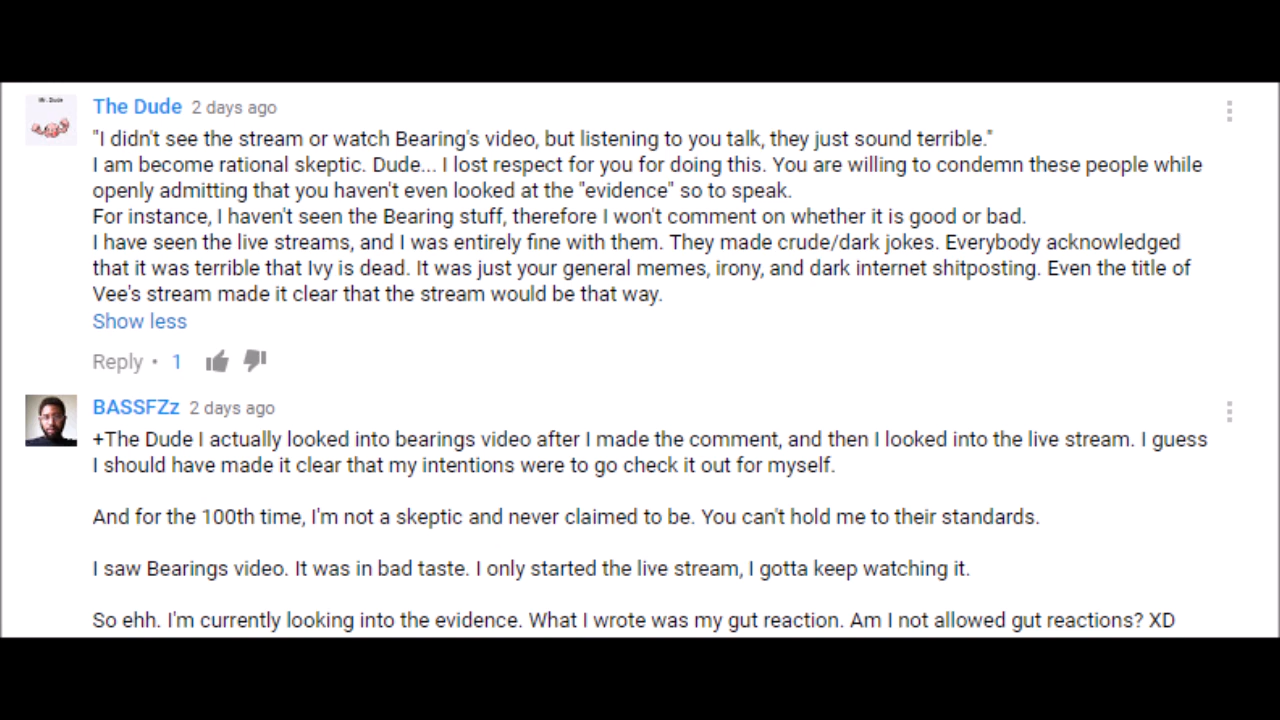 The Dude 2 days ago
"I didn't see the stream or watch Bearing's video, but listening to you talk, they just sound terrible."
I am become rational skeptic. Dude... I lost respect for you for doing this. You are willing to condemn these people while
openly admitting that you haven't even looked at the "evidence" so to speak.
For instance, I haven't seen the Bearing stuff, therefore I won't comment on whether it is good or bad.
I have seen the live streams, and I was entirely fine with them. They made crude/dark jokes. Everybody acknowledged
that it was terrible that Ivy is dead. It was just your general memes, irony, and dark internet shitposting. Even the title of
Vee's stream made it clear that the stream would be that way.
Show less
Reply • 1
BASSFZz 2 days ago
+The Dude I actually looked into bearings video after I made the comment, and then I looked into the live stream. I guess
I should have made it clear that my intentions were to go check it out for myself.
And for the 100th time, I'm not a skeptic and never claimed to be. You can't hold me to their standards.
I saw Bearings video. It was in bad taste. I only started the live stream, I gotta keep watching it.
So ehh. I'm currently looking into the evidence. What I wrote was my gut reaction. Am I not allowed gut reactions? XD